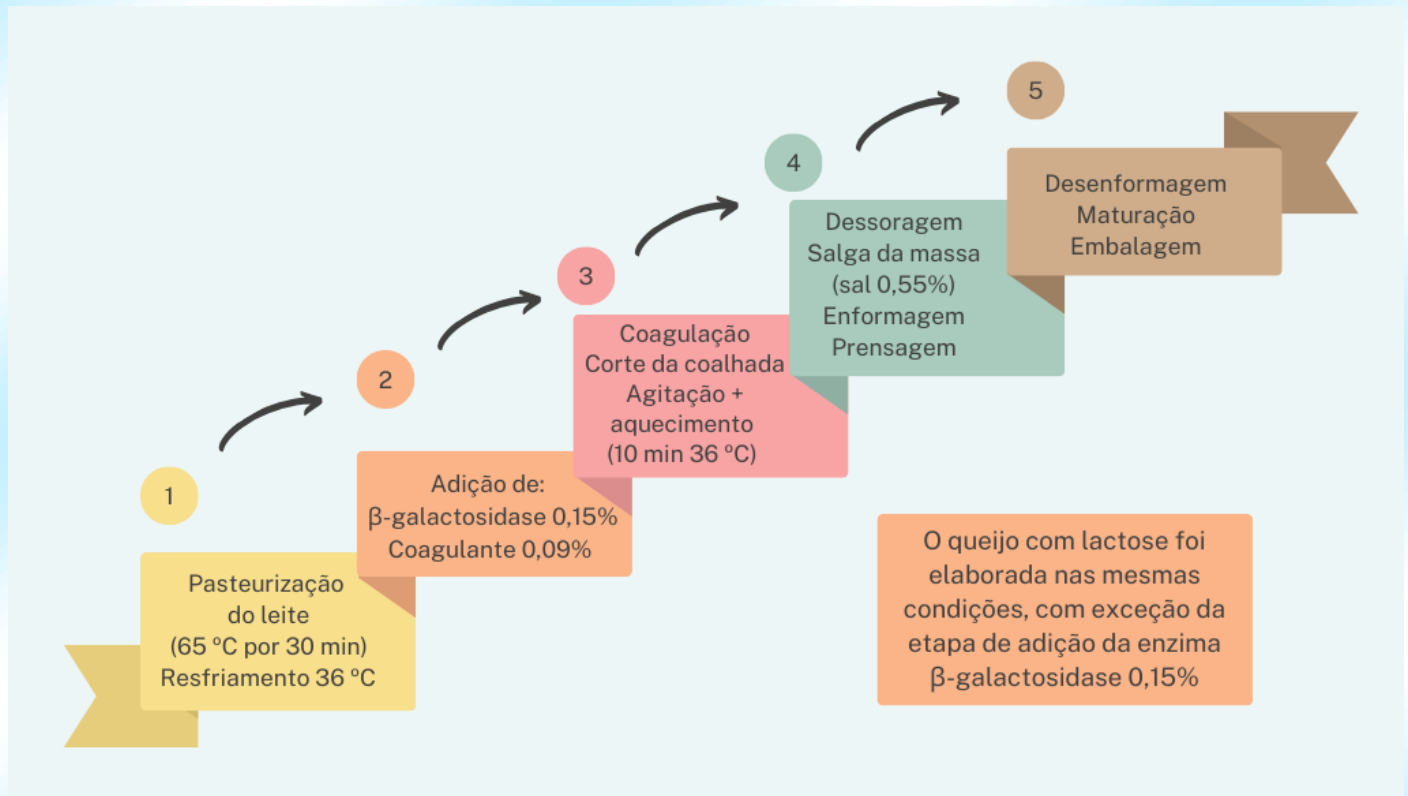 1
Pasteurização
do leite
(65 ºC por 30 min)
Resfriamento 36 ºC
2
Adição de:
β-galactosidase 0,15%
Coagulante 0,09%
3
Coagulação
Corte da coalhada
Agitação +
aquecimento
(10 min 36 ºC)
4
Dessoragem
Salga da massa
(sal 0,55%)
Enformagem
Prensagem
5
Desenformagem
Maturação
Embalagem
O queijo com lactose foi
elaborada nas mesmas
condições, com exceção da
etapa de adição da enzima
β-galactosidase 0,15%